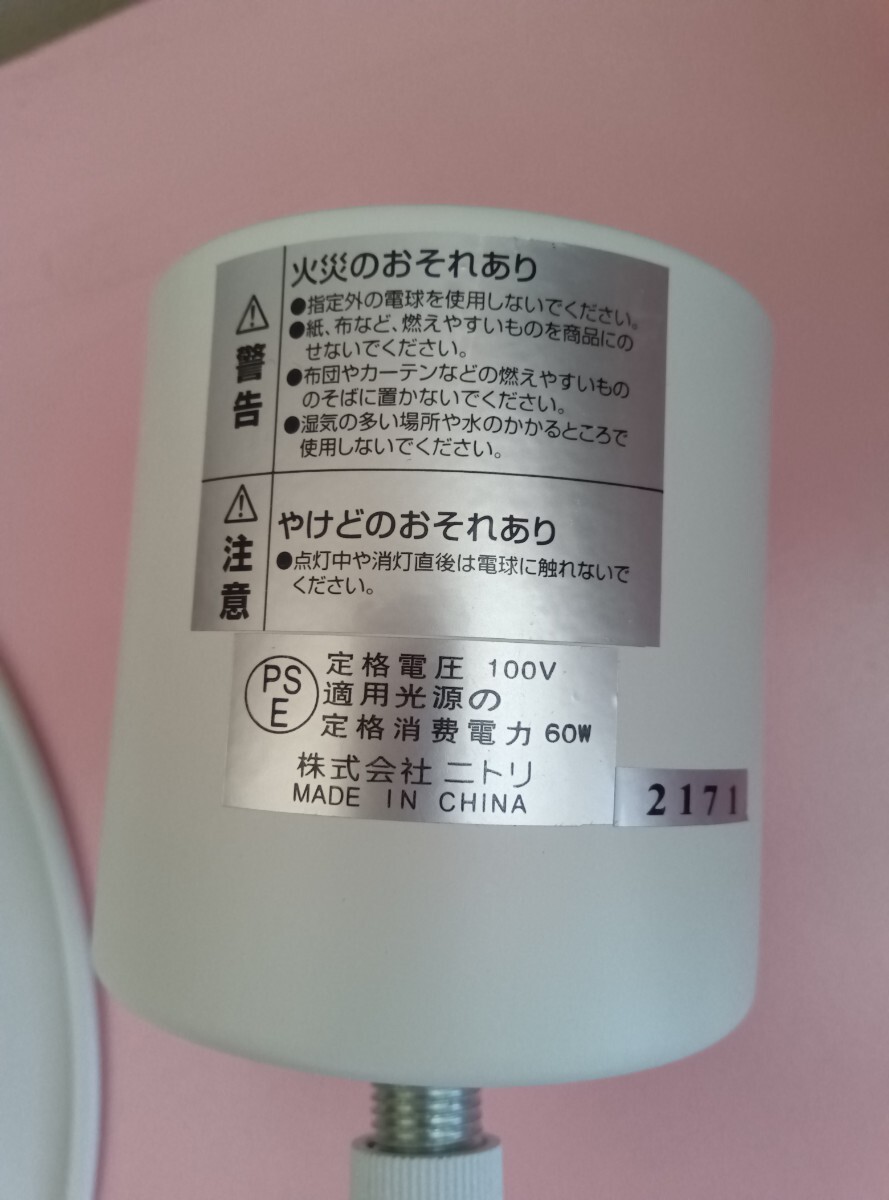 ⚠警告
火災のおそれあり
●指定外の電球を使用しないでください。
●紙、布など、燃えやすいものを商品にの
せないでください。
●布団やカーテンなどの燃えやすいもの
のそばに置かないでください。
●湿気の多い場所や水のかかるところで
使用しないでください。
⚠注意
やけどのおそれあり
●点灯中や消灯直後は電球に触れないで
ください。
PS
E
定格電圧 100V
適用光源の
定格消費電力 60W
株式会社 ニトリ
MADE IN CHINA
2171